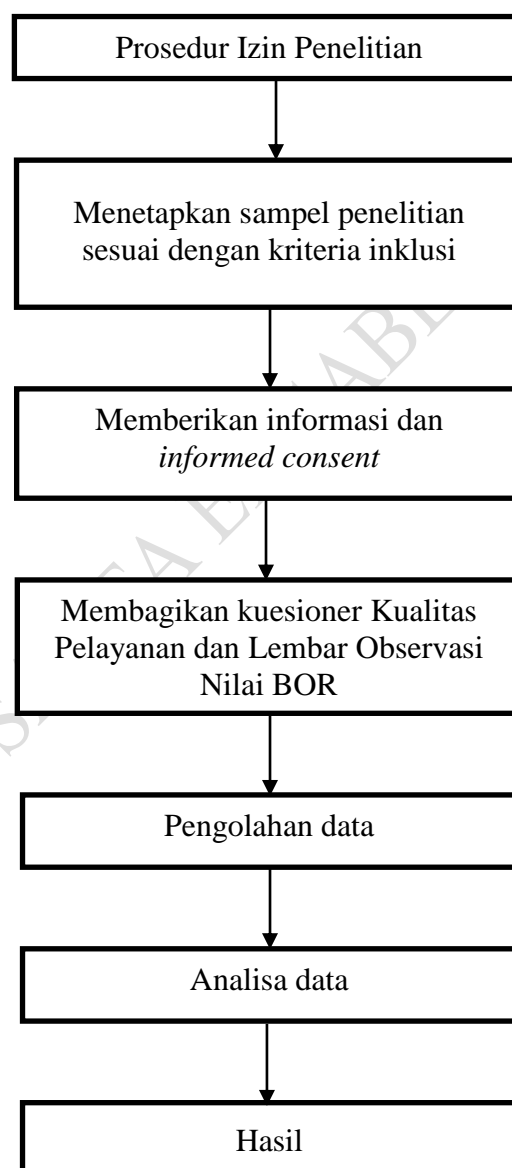 Prosedur Izin Penelitian
Menetapkan sampel penelitian
sesuai dengan kriteria inklusi
Memberikan informasi dan
informed consent
Membagikan kuesioner Kualitas
Pelayanan dan Lembar Observasi
Nilai BOR
Pengolahan data
Analisa data
Hasil